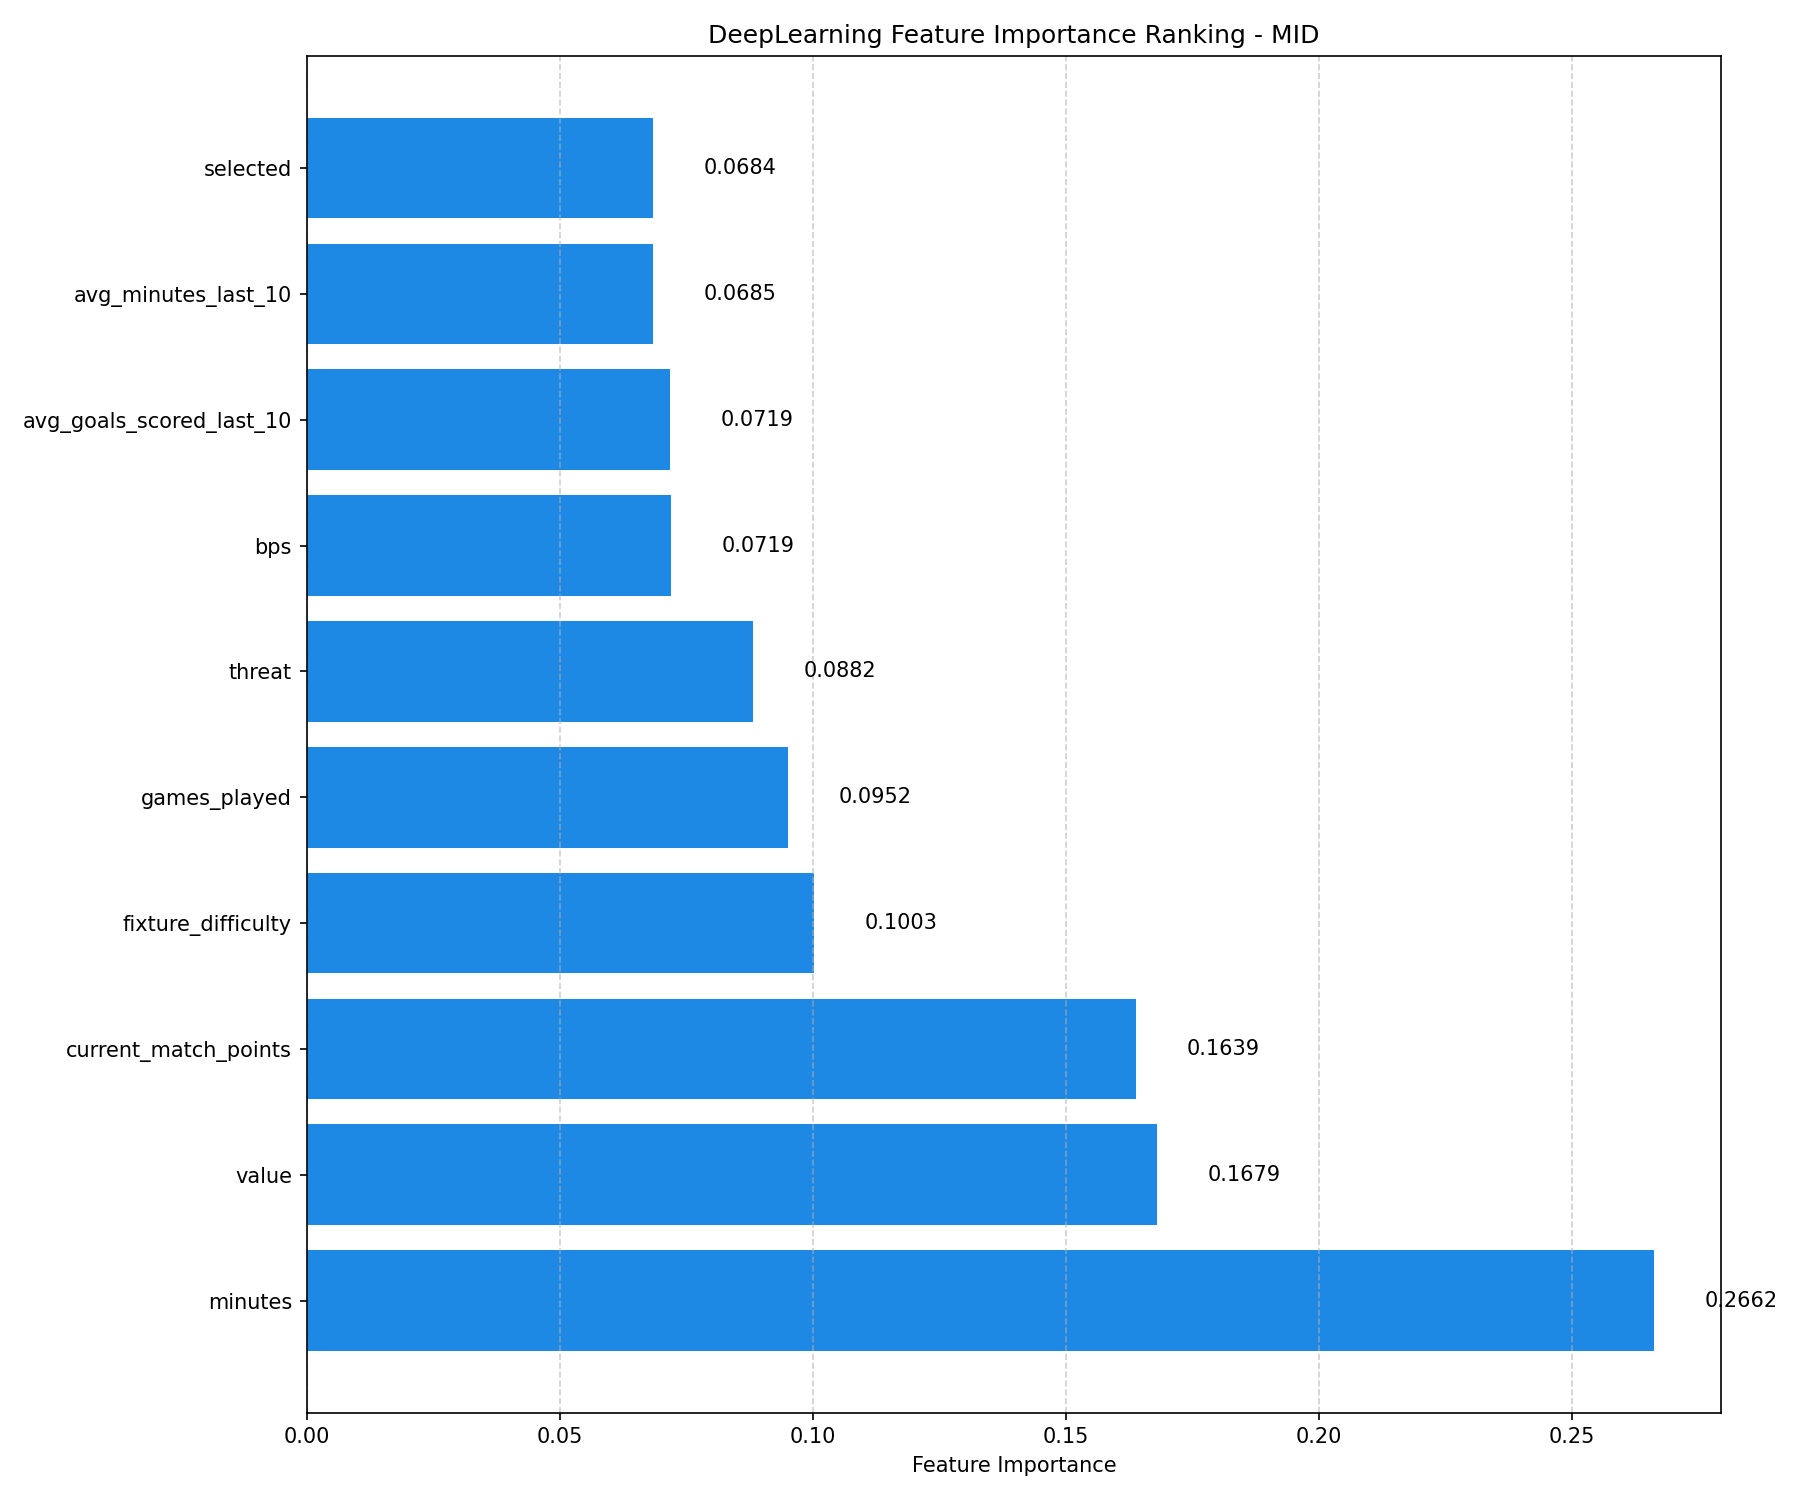 DeepLearning Feature Importance Ranking - MID
selected 0.0684
avg_minutes_last_10 0.0685
avg_goals_scored_last_10 0.0719
bps 0.0719
threat 0.0882
games_played 0.0952
fixture_difficulty 0.1003
current_match_points 0.1639
value 0.1679
minutes 0.2662
0.00 0.05 0.10 0.15 0.20 0.25
Feature Importance